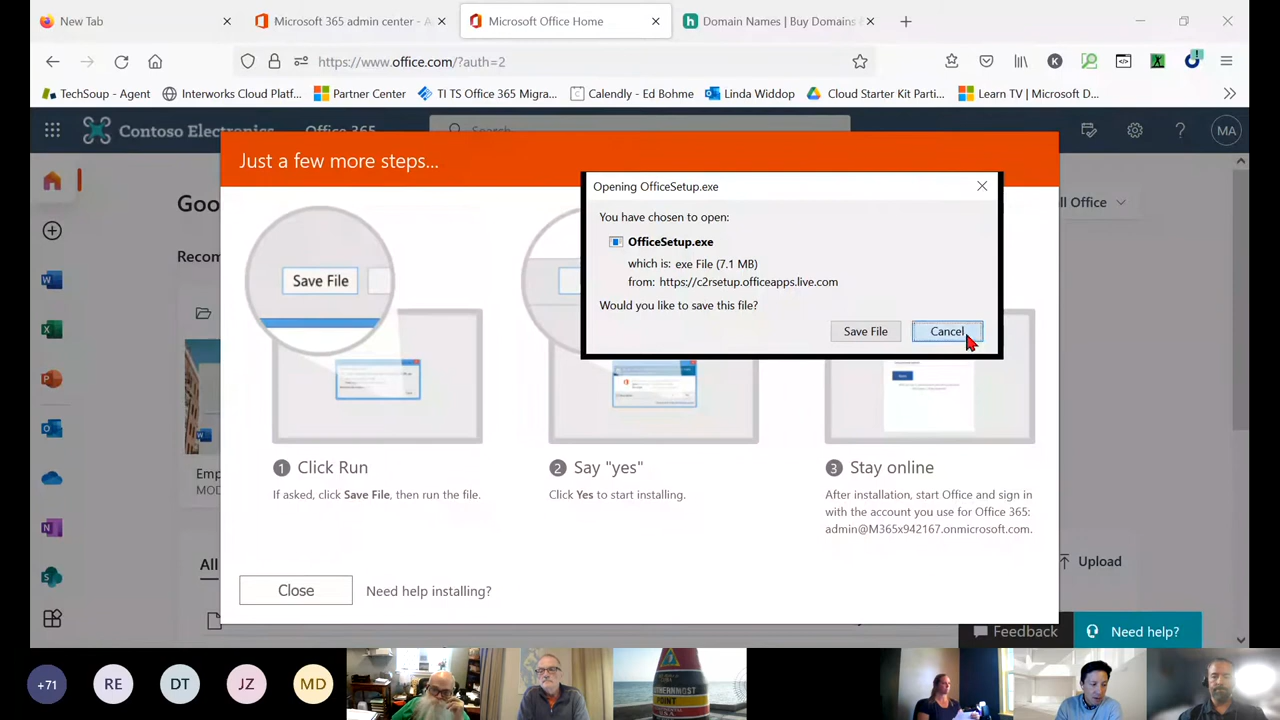 New Tab
Microsoft 365 admin center - A
Microsoft Office Home
Domain Names | Buy Domains &
https://www.office.com/?auth=2
TechSoup - Agent
Interworks Cloud Platf...
Partner Center
TI TS Office 365 Migra...
Calendly - Ed Bohme
Linda Widdop
Cloud Starter Kit Parti...
Learn TV | Microsoft D...
Contoso Electronics
Office 365
Search
MA
Just a few more steps...
Goo
ll Office
Recom
Opening OfficeSetup.exe
You have chosen to open:
OfficeSetup.exe
which is: exe File (7.1 MB)
from: https://c2rsetup.officeapps.live.com
Would you like to save this file?
Save File
Cancel
Save File
1 Click Run
If asked, click Save File, then run the file.
2 Say "yes"
Click Yes to start installing.
3 Stay online
After installation, start Office and sign in
with the account you use for Office 365:
admin@M365x942167.onmicrosoft.com.
Emp
MOD
All
Upload
Close
Need help installing?
Feedback
Need help?
+71
RE
DT
JZ
MD
SOUTHERNMOST
POINT